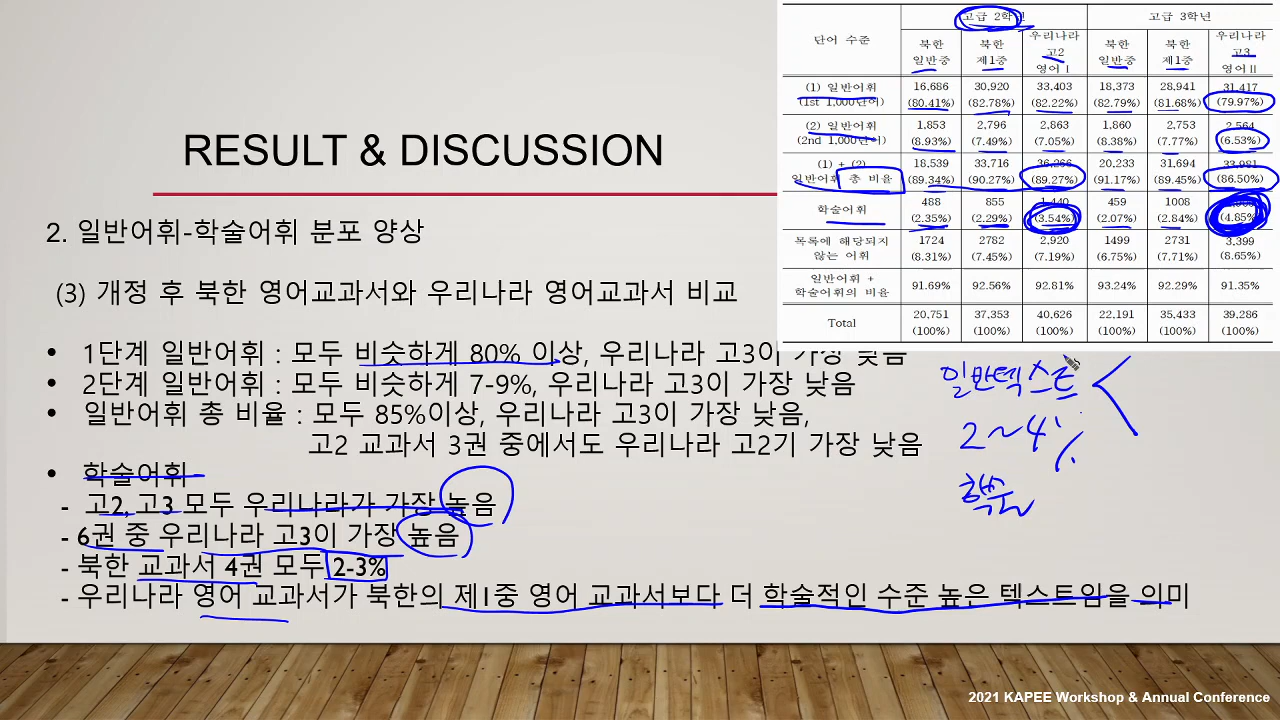 RESULT & DISCUSSION
2. 일반어휘-학술어휘 분포 양상
(3) 개정 후 북한 영어교과서와 우리나라 영어교과서 비교
• 1단계 일반어휘 : 모두 비슷하게 80% 이상, 우리나라 고3이 가장 낮음
• 2단계 일반어휘 : 모두 비슷하게 7-9%, 우리나라 고3이 가장 낮음
• 일반어휘 총 비율 : 모두 85%이상, 우리나라 고3이 가장 낮음,
고2 교과서 3권 중에서도 우리나라 고2기 가장 낮음
• 학술어휘
- 고2, 고3 모두 우리나라가 가장 높음
- 6권 중 우리나라 고3이 가장 높음
- 북한 교과서 4권 모두 2-3%
- 우리나라 영어 교과서가 북한의 제1중 영어 교과서보다 더 학술적인 수준 높은 텍스트임을 의미
단어 수준 고급 2학년 고급 3학년
북한 일반중 북한 제1중 우리나라 고2 영어Ⅰ 북한 일반중 북한 제1중 우리나라 고3 영어Ⅱ
(1) 일반어휘 16.686 30,920 33,403 18,373 28,941 31,417
(1st 1,000단어) (80.41%) (82.78%) (82.22%) (82.79%) (81.68%) (79.97%)
(2) 일반어휘 1,853 2,796 2,863 1,860 2,753 2,564
(2nd 1,000단어) (8.93%) (7.49%) (7.05%) (8.38%) (7.77%) (6.53%)
(1) + (2) 18,539 33,716 36,266 20,233 31,694 33,981
일반어휘 총 비율 (89.34%) (90.27%) (89.27%) (91.17%) (89.45%) (86.50%)
학술어휘 488 855 1,440 459 1008
(2.35%) (2.29%) (3.54%) (2.07%) (2.84%) (4.85%)
목록에 해당되지 1724 2782 2,920 1499 2731 3,399
않는 어휘 (8.31%) (7.45%) (7.19%) (6.75%) (7.71%) (8.65%)
일반어휘 + 학술어휘의 비율 91.69% 92.56% 92.81% 93.24% 92.29% 91.35%
Total 20,751 37,353 40,626 22,191 35,433 39,286
(100%) (100%) (100%) (100%) (100%) (100%)
일반텍스트
2~4%
학술
2021 KAPEE Workshop & Annual Conference